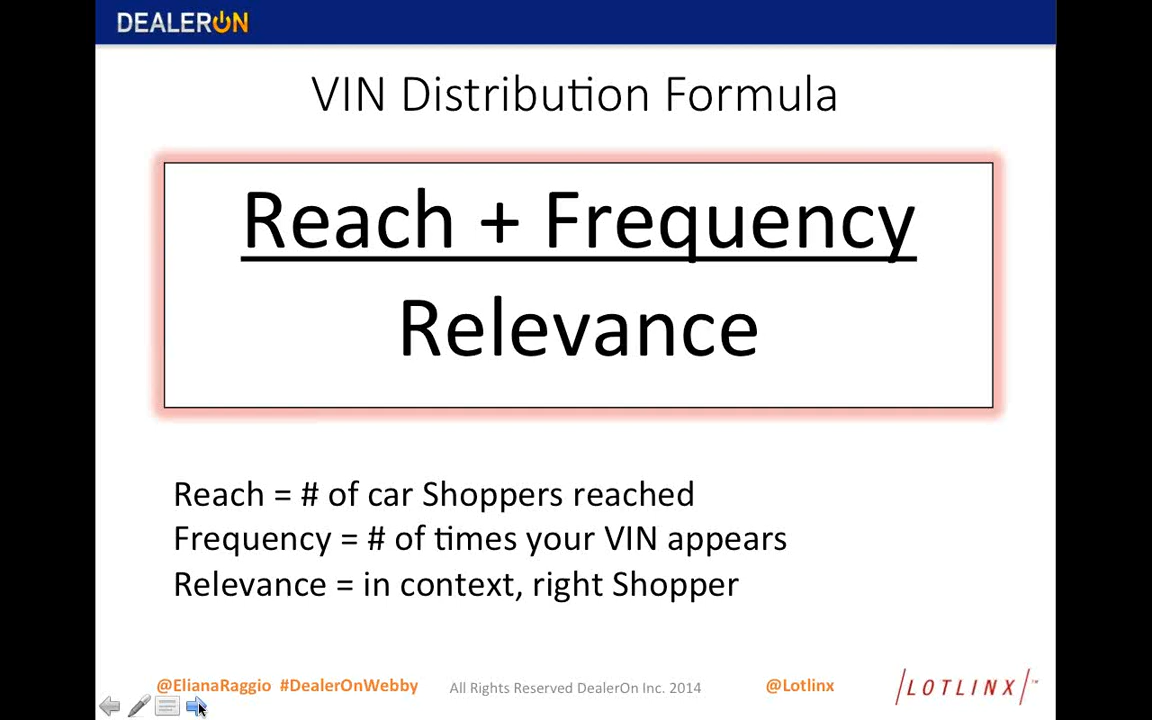 DEALERON
VIN Distribution Formula
Reach + Frequency
Relevance
Reach = # of car Shoppers reached
Frequency = # of times your VIN appears
Relevance = in context, right Shopper
@ElianaRaggio #DealerOnWebby All Rights Reserved DealerOn Inc. 2014 @Lotlinx LOTLINX™